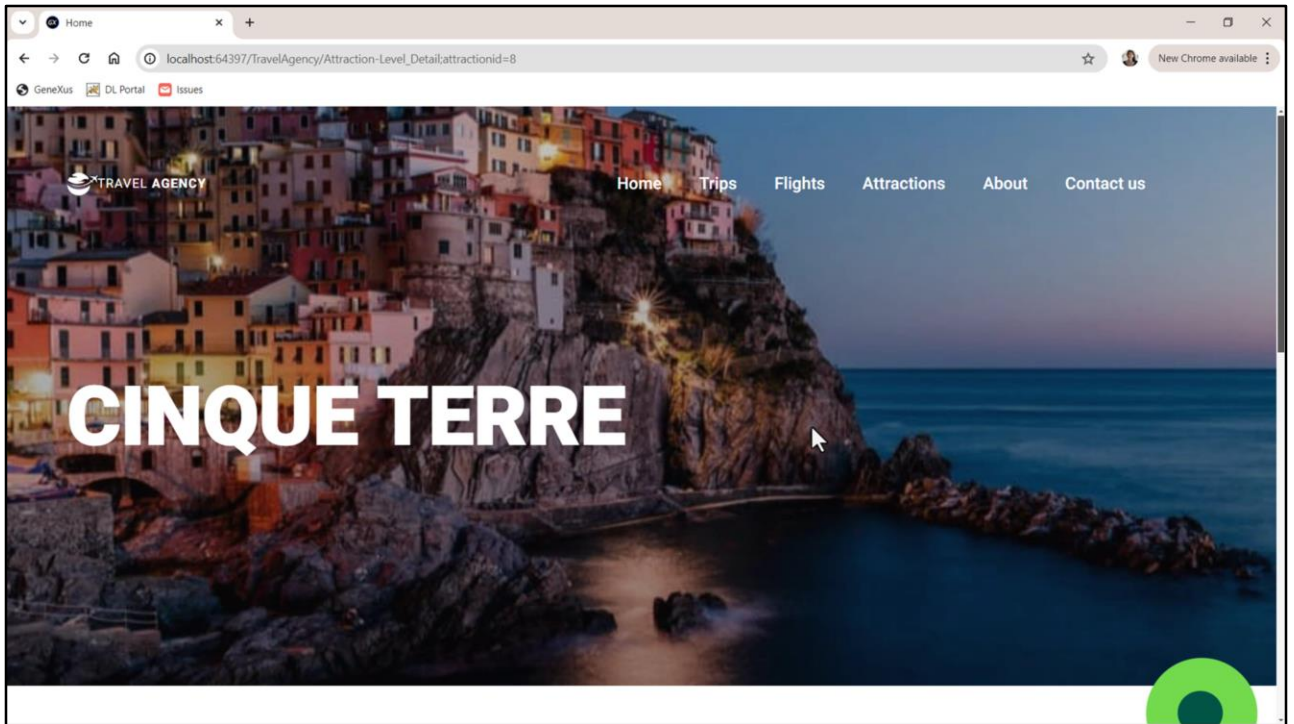 Home
localhost:64397/TravelAgency/Attraction-Level_Detail;attractionid=8
New Chrome available
GeneXus DL Portal Issues
TRAVEL AGENCY Home Trips Flights Attractions About Contact us
CINQUE TERRE